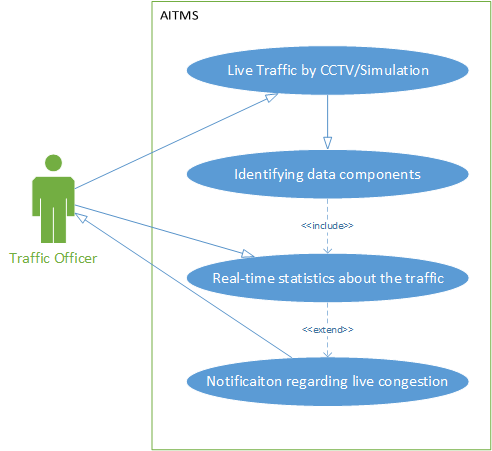 AITMS
Live Traffic by CCTV/Simulation
Identifying data components
<<include>>
Traffic Officer
Real-time statistics about the traffic
<<extend>>
Notificaiton regarding live congestion